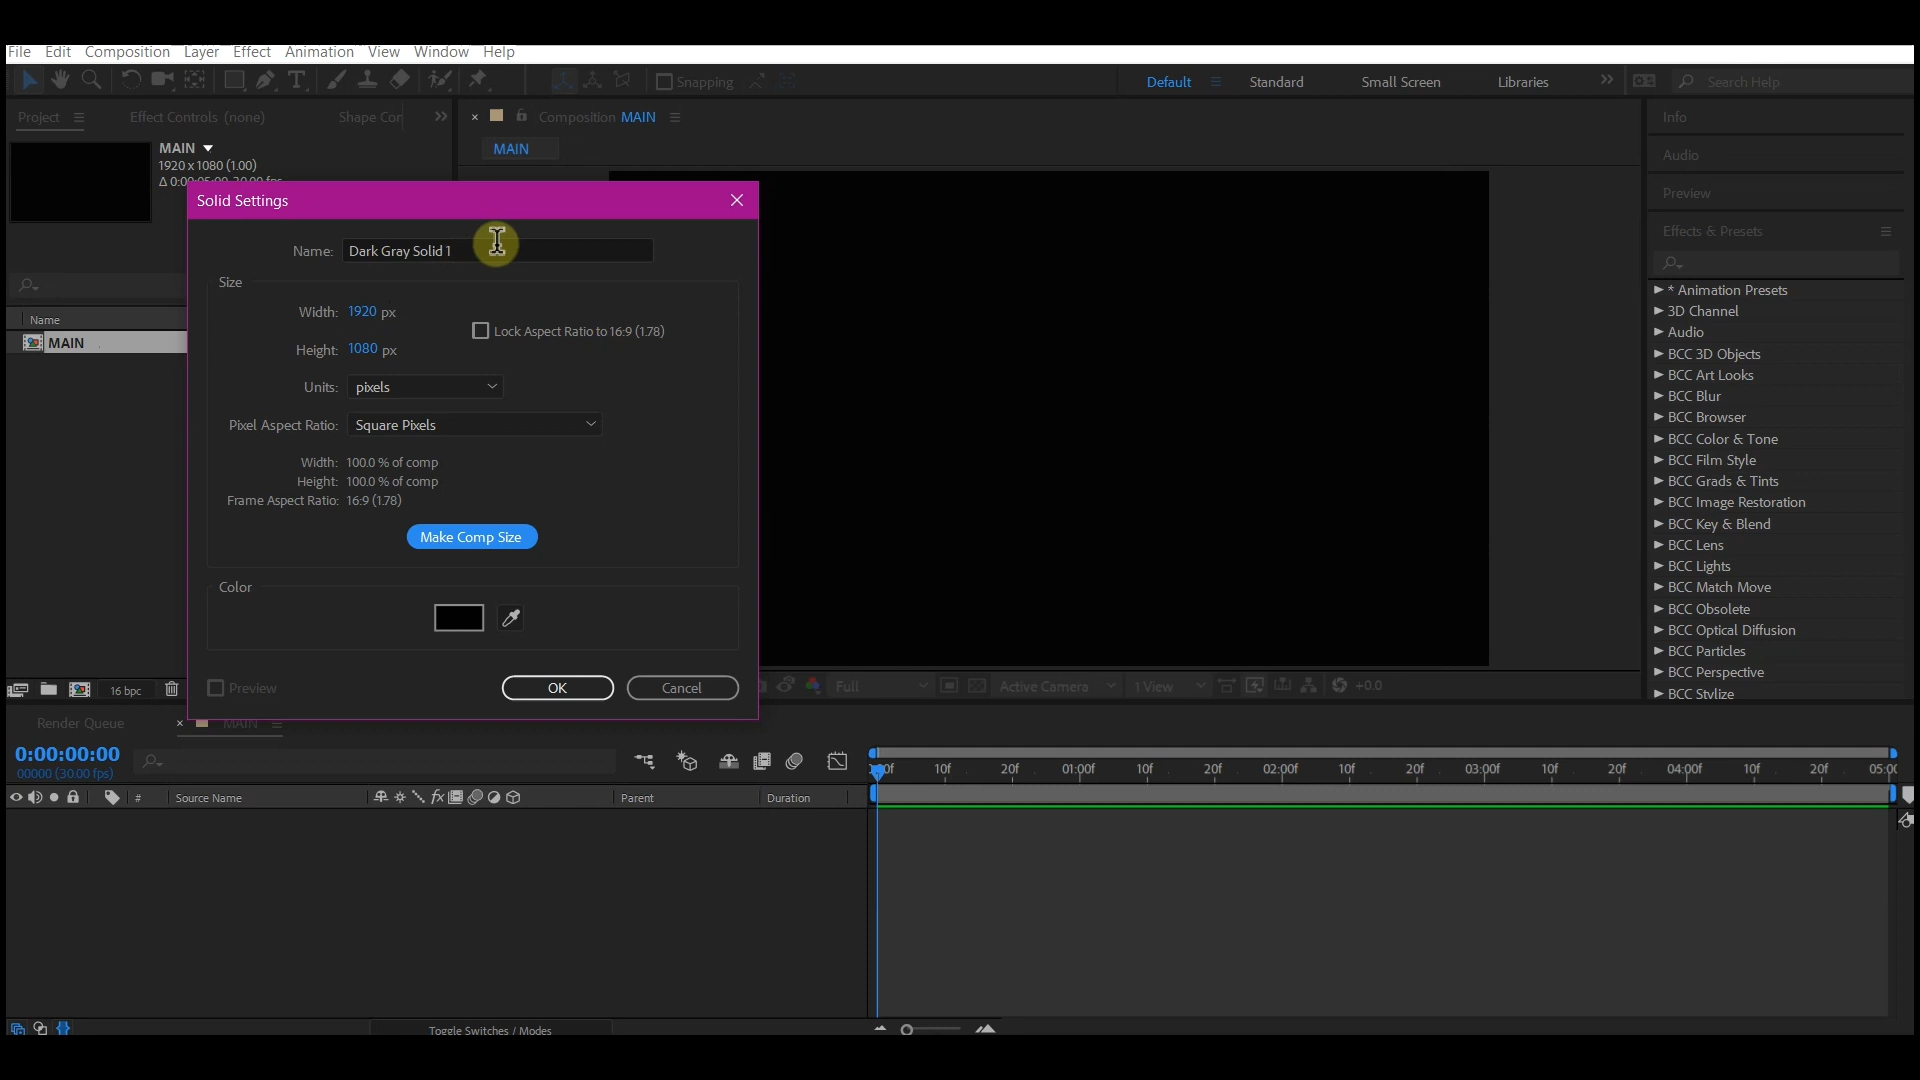 File Edit Composition Layer Effect Animation View Window Help
Snapping Default Standard Small Screen Libraries Search Help
Project Effect Controls (none) Shape Cor Composition MAIN Info
MAIN
1920 x 1080 (1.00)
MAIN
Audio
Preview
Effects & Presets
Solid Settings
Name: Dark Gray Solid 1
Size
Width: 1920 px
Lock Aspect Ratio to 16:9 (1.78)
Height: 1080 px
Units: pixels
Pixel Aspect Ratio: Square Pixels
Width: 100.0 % of comp
Height: 100.0 % of comp
Frame Aspect Ratio: 16:9 (1.78)
Make Comp Size
Color
Preview OK Cancel
Name
MAIN
16 bpc
Full Active Camera 1 View +0.0
* Animation Presets
3D Channel
Audio
BCC 3D Objects
BCC Art Looks
BCC Blur
BCC Browser
BCC Color & Tone
BCC Film Style
BCC Grads & Tints
BCC Image Restoration
BCC Key & Blend
BCC Lens
BCC Lights
BCC Match Move
BCC Obsolete
BCC Optical Diffusion
BCC Particles
BCC Perspective
BCC Stylize
Render Queue MAIN
0:00:00:00
00000 (30.00 fps)
10f 20f 01:00f 10f 20f 02:00f 10f 20f 03:00f 10f 20f 04:00f 10f 20f 05:00
# Source Name fx Parent Duration
Toggle Switches / Modes